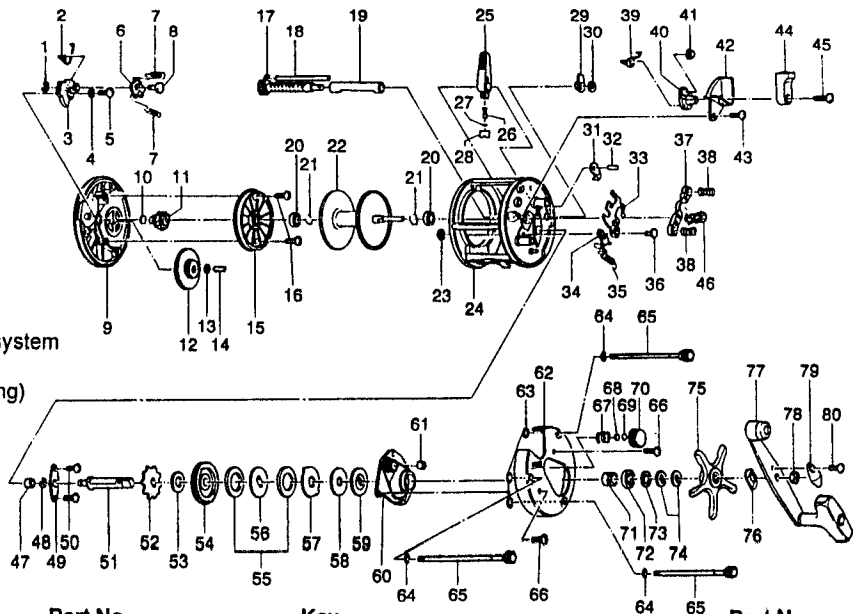 17 18 19 25 29 30 39 41 44
2 7 6 7 8 40 42 45
1
3 4 5 7 27 26 28 31 32 33 37 38 43
10 11 20 21 22 21 20
9 12 13 14 15 16 23 24 34 35 36 38 46
ystem
ng)
64 65 62 63 61 67 68 69 70 66 75 77 79 78 80
47 48 49 50 51 52 53 54 55 56 57 58 59 60
64 65 66 71 72 73 74 76 64 65
Part No Key Part N